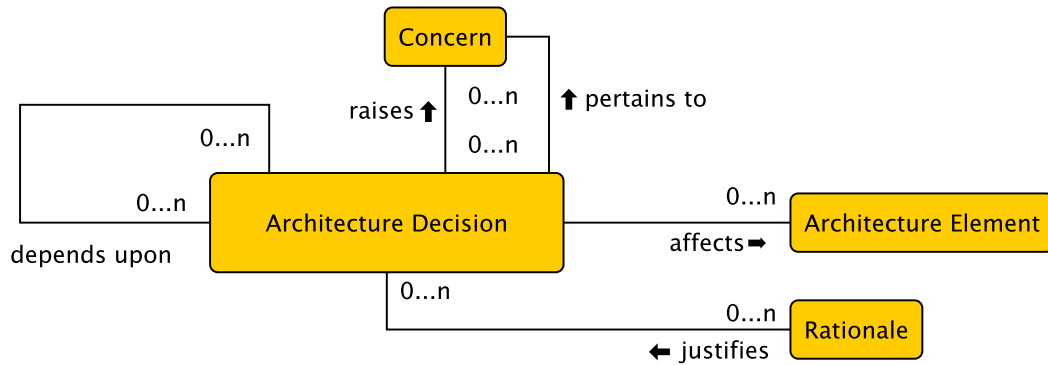 Concern
0...n
raises
pertains to
0...n
0...n
0...n
0...n
Architecture Decision
Architecture Element
affects
depends upon
0...n
0...n
Rationale
justifies